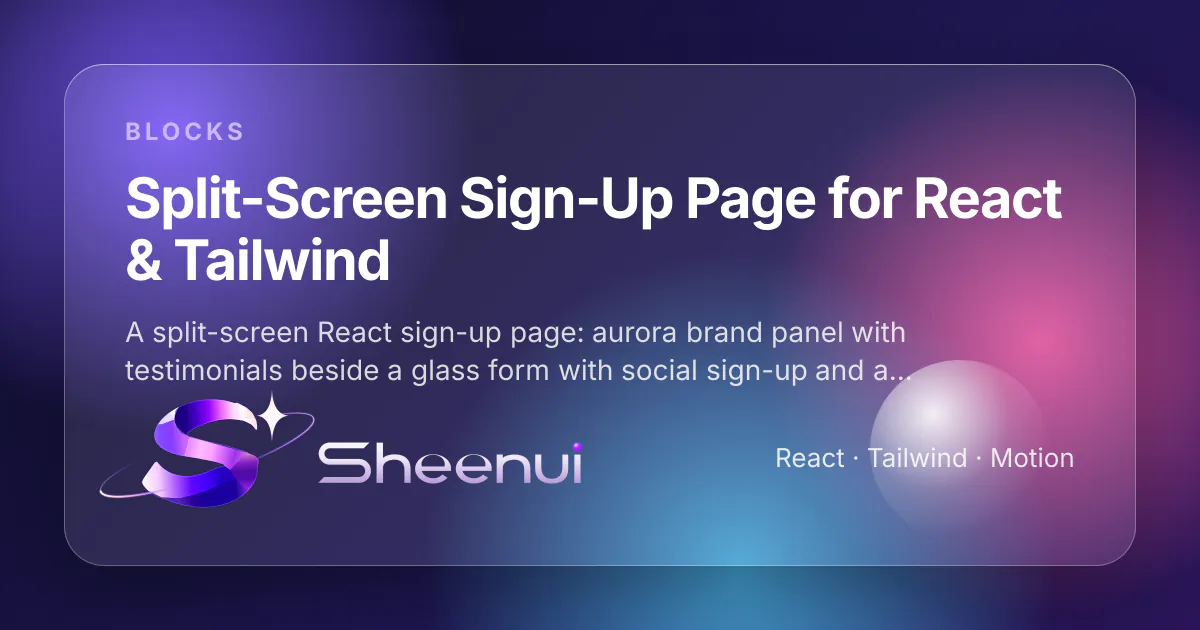 BLOCKS
Split-Screen Sign-Up Page for React
& Tailwind
A split-screen React sign-up page: aurora brand panel with
testimonials beside a glass form with social sign-up and a...
Sheenui
React · Tailwind · Motion